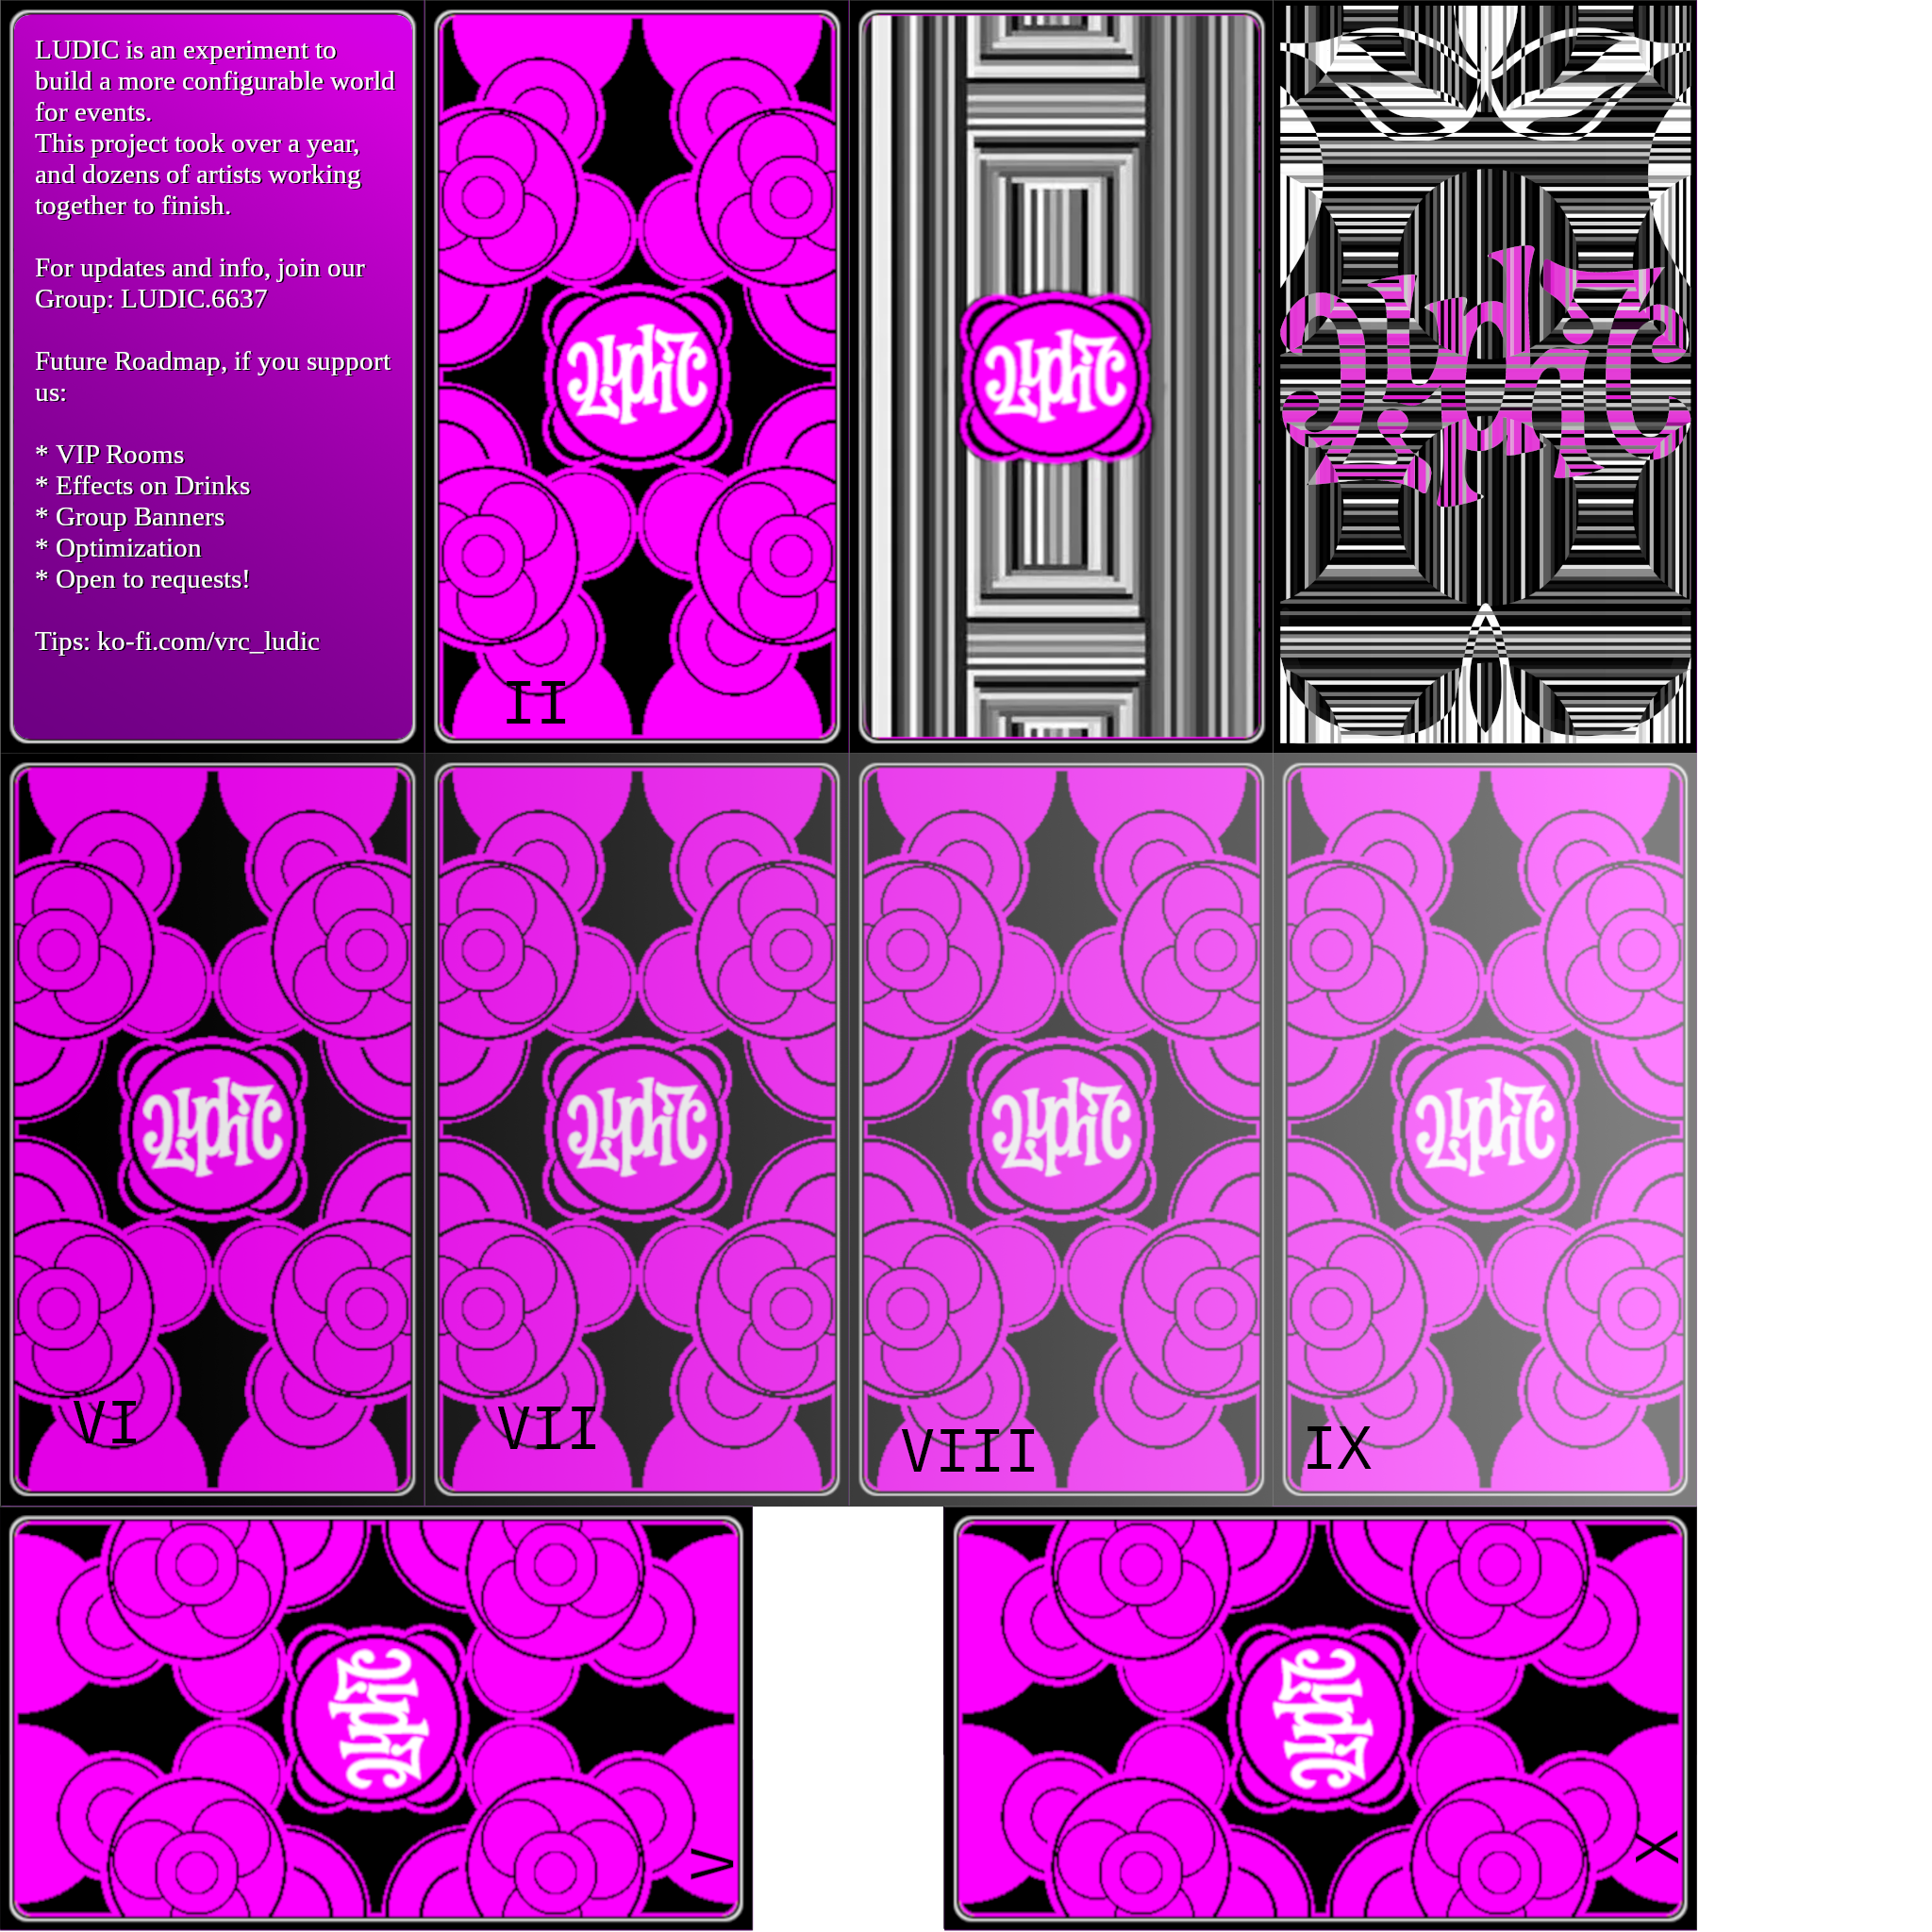 LUDIC is an experiment to
build a more configurable world
for events.
This project took over a year,
and dozens of artists working
together to finish.
For updates and info, join our
Group: LUDIC.6637
Future Roadmap, if you support
us:
* VIP Rooms
* Effects on Drinks
* Group Banners
* Optimization
* Open to requests!
Tips: ko-fi.com/vrc_ludic
II
VI
VII
VIII
IX
V
X